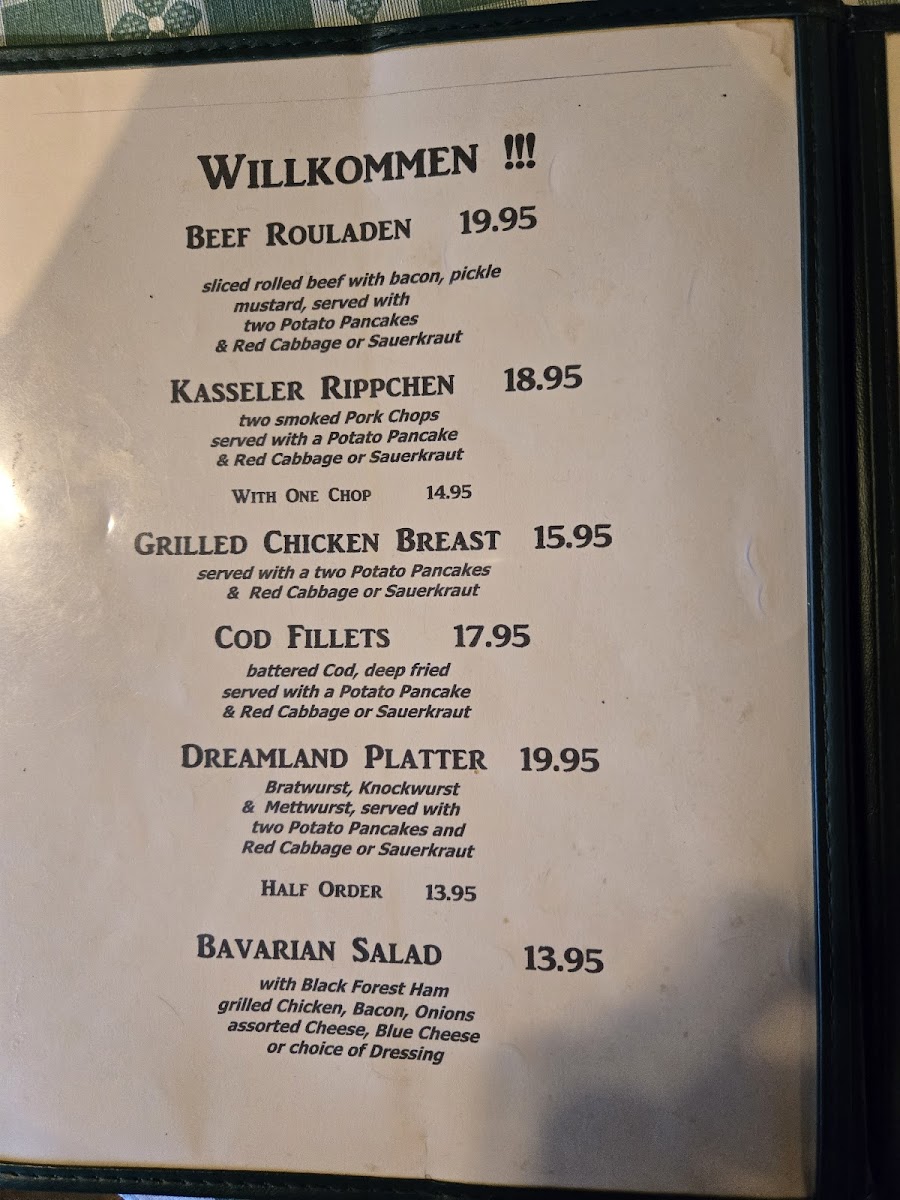 Willkommen !!!
Beef Rouladen 19.95
sliced rolled beef with bacon, pickle
mustard, served with
two Potato Pancakes
& Red Cabbage or Sauerkraut
Kasseler Rippchen 18.95
two smoked Pork Chops
served with a Potato Pancake
& Red Cabbage or Sauerkraut
With One Chop 14.95
Grilled Chicken Breast 15.95
served with a two Potato Pancakes
& Red Cabbage or Sauerkraut
Cod Fillets 17.95
battered Cod, deep fried
served with a Potato Pancake
& Red Cabbage or Sauerkraut
Dreamland Platter 19.95
Bratwurst, Knockwurst
& Mettwurst, served with
two Potato Pancakes and
Red Cabbage or Sauerkraut
Half Order 13.95
Bavarian Salad 13.95
with Black Forest Ham
grilled Chicken, Bacon, Onions
assorted Cheese, Blue Cheese
or choice of Dressing